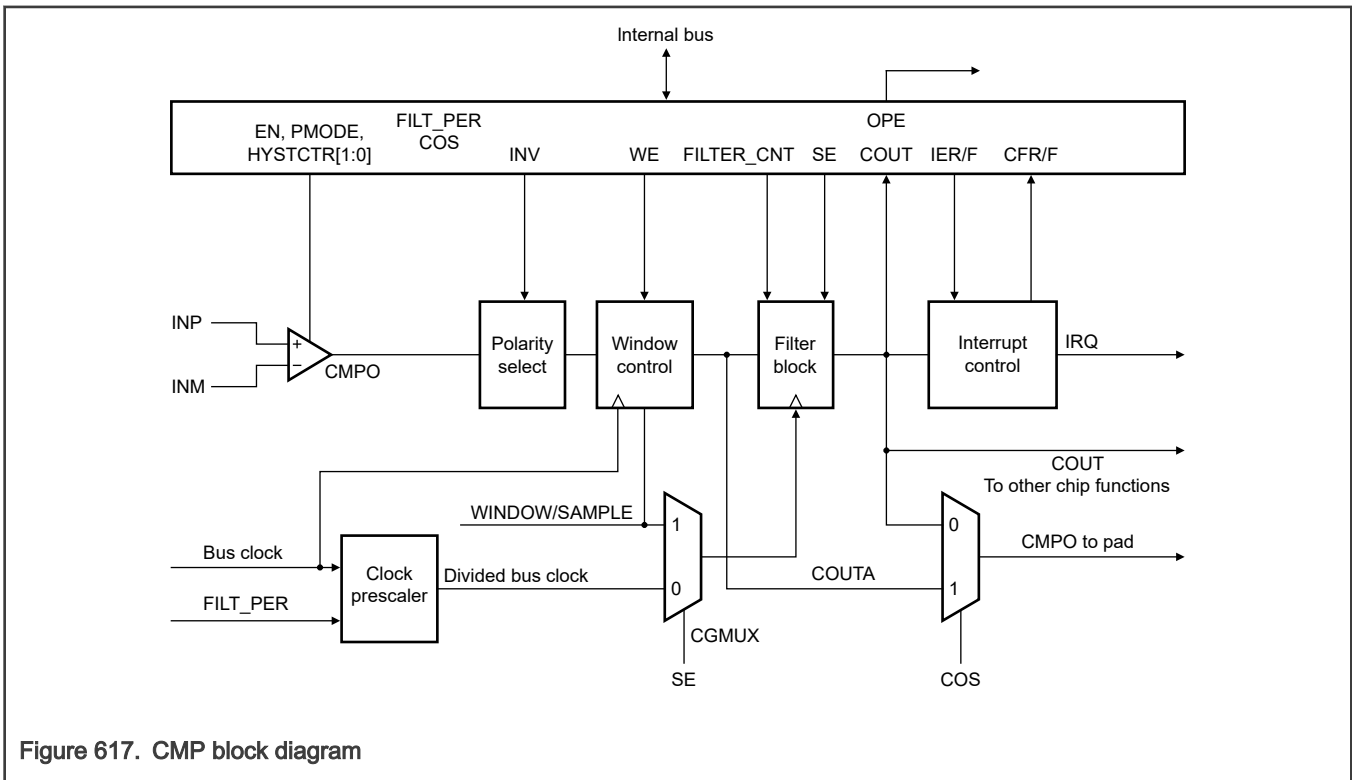 Internal bus
EN, PMODE,
HYSTCTR[1:0]
FILT_PER
COS
INV
WE
FILTER_CNT
SE
OPE
COUT
IER/F
CFR/F
INP
INM
+
−
CMPO
Polarity
select
Window
control
Filter
block
Interrupt
control
IRQ
COUT
To other chip functions
WINDOW/SAMPLE
Bus clock
FILT_PER
Clock
prescaler
Divided bus clock
1
0
CGMUX
SE
COUTA
0
1
CMPO to pad
COS
Figure 617. CMP block diagram